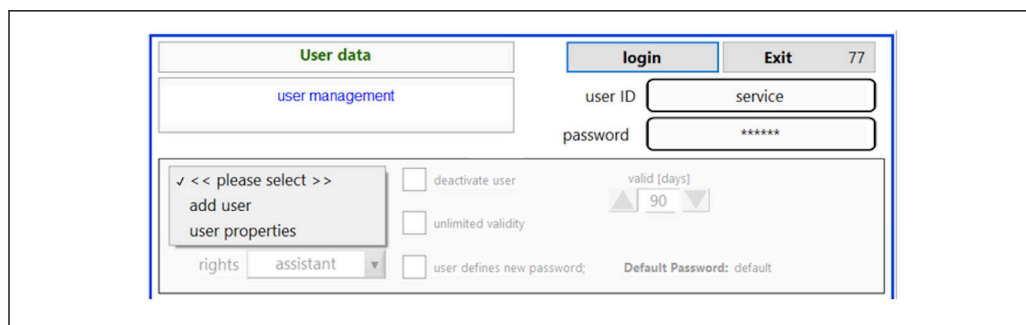 User data
login
Exit 77
user management
user ID service
password ******
✓ << please select >>
add user
user properties
deactivate user
unlimited validity
valid [days]
90
rights assistant
user defines new password;
Default Password: default